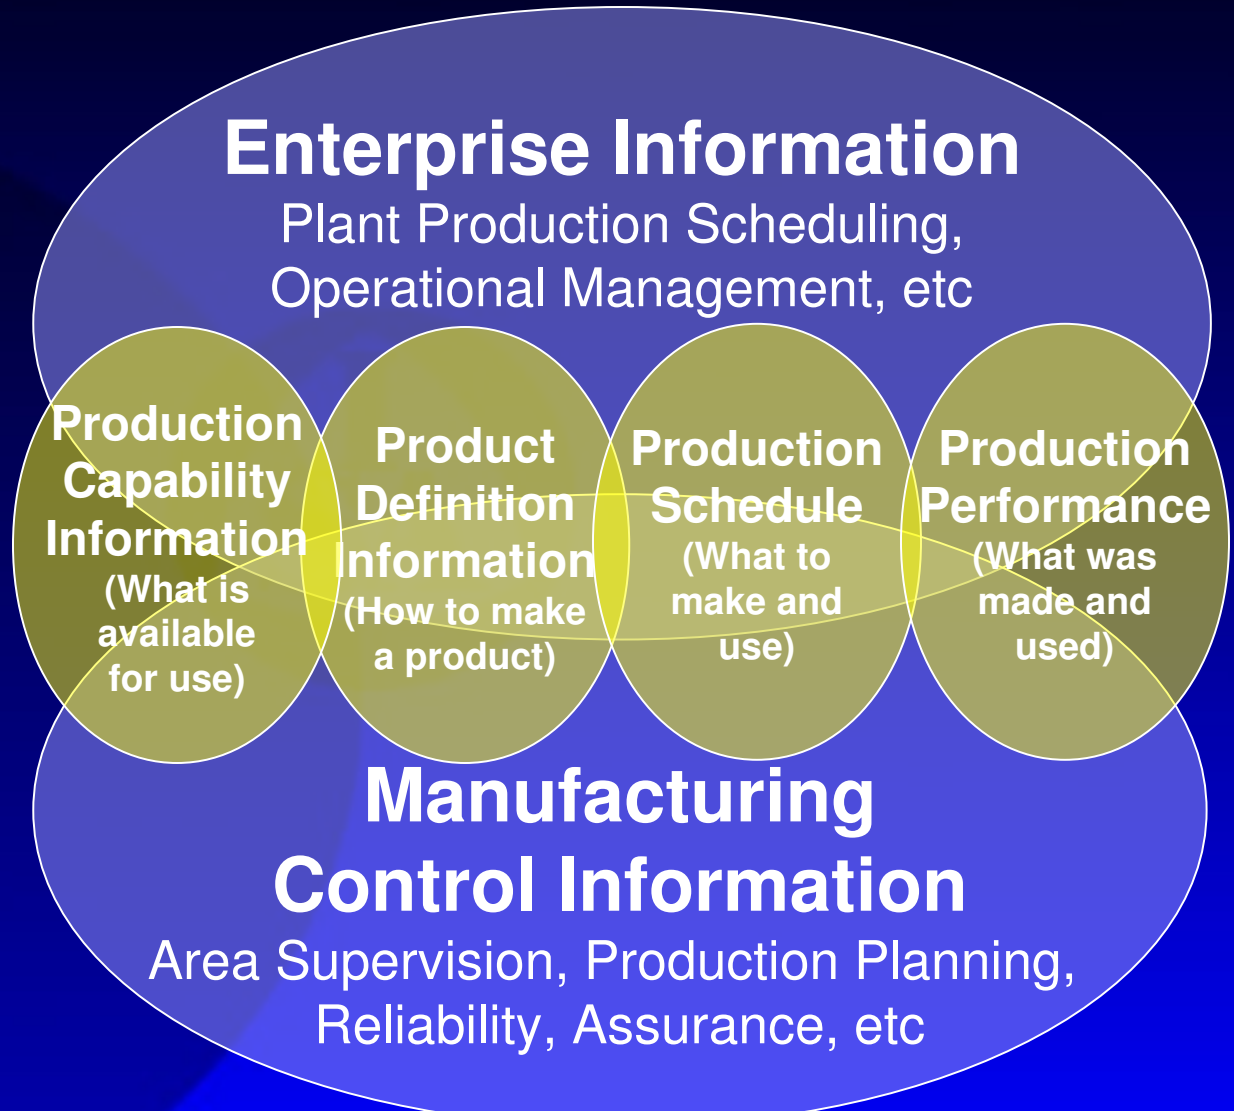 Enterprise Information
Plant Production Scheduling,
Operational Management, etc
Production
Capability
Information
(What is
available
for use)
Product
Definition
Information
(How to make
a product)
Production
Schedule
(What to
make and
use)
Production
Performance
(What was
made and
used)
Manufacturing
Control Information
Area Supervision, Production Planning,
Reliability, Assurance, etc